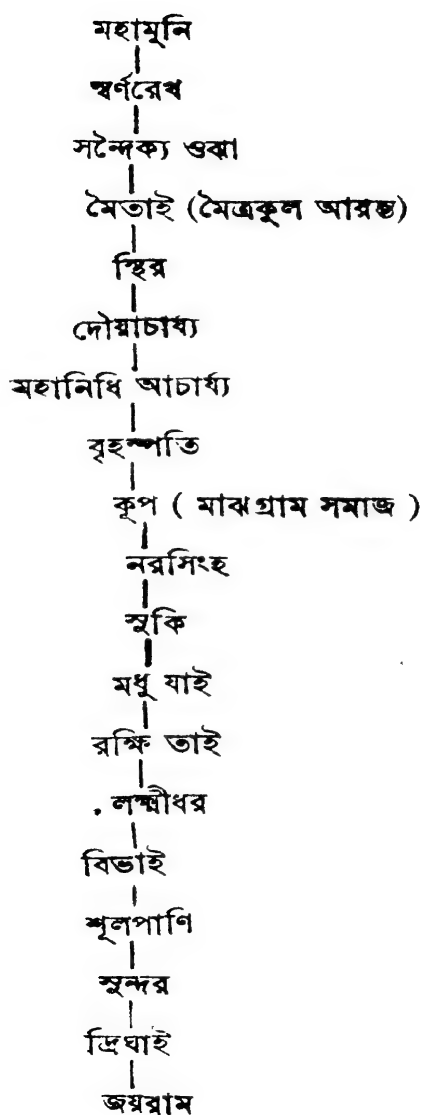 মহামুনি
স্বর্ণরেখ
সন্দৈক্য ওঝা
মৈতাই (মৈত্রকুল আরম্ভ)
স্থির
দৌয়াচার্য্য
মহানিধি আচার্য্য
বৃহস্পতি
কূপ ( মাঝগ্রাম সমাজ )
নরসিংহ
সুকি
মধু যাই
রক্ষি তাই
লক্ষ্মীধর
বিভাই
শূলপাণি
সুন্দর
দ্রিঘাই
জয়রাম